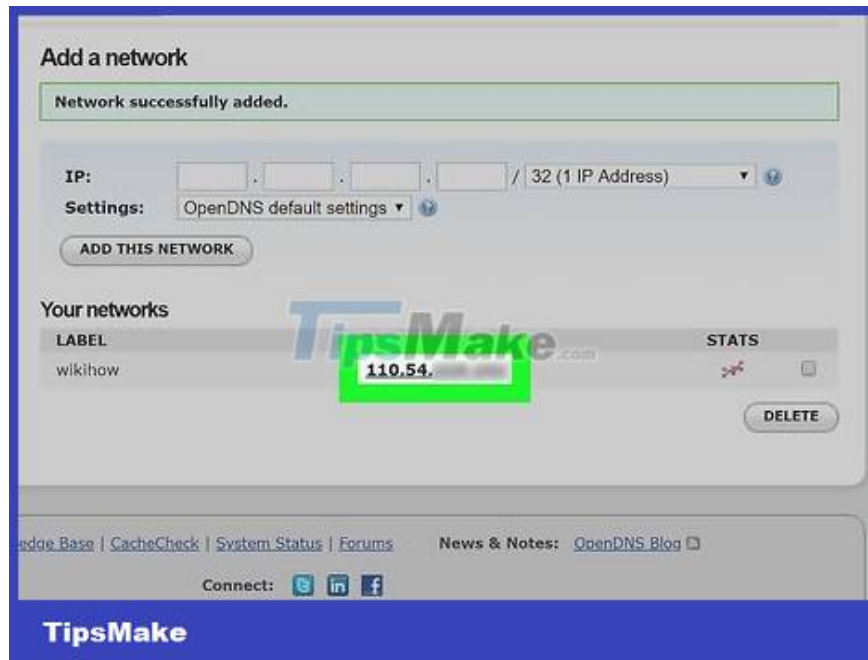 Add a network
Network successfully added.
IP: . . . / 32 (1 IP Address)
Settings: OpenDNS default settings
ADD THIS NETWORK
Your networks
LABEL STATS
TipsMake.com
wikihow 110.54.
DELETE
edge Base | CacheCheck | System Status | Forums News & Notes: OpenDNS Blog
Connect:
TipsMake